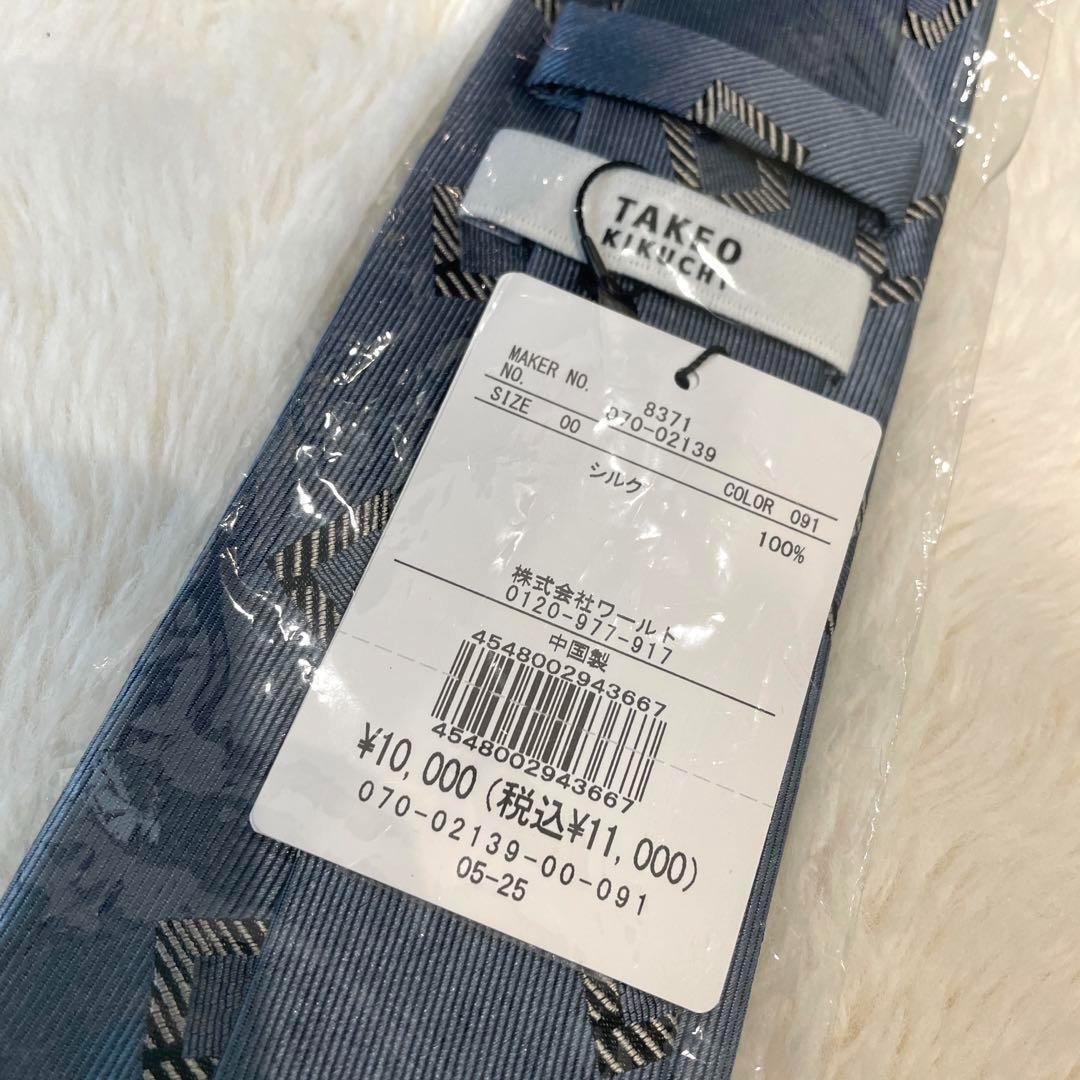 TAKEO
KIKUCHI
MAKER NO. 8371
NO. 070-02139
SIZE 00 COLOR 091
シルク 100%
株式会社ワールド
0120-977-917
中国製
4548002943667
4548002943667
¥10,000(税込¥11,000)
070-02139-00-091
05-25